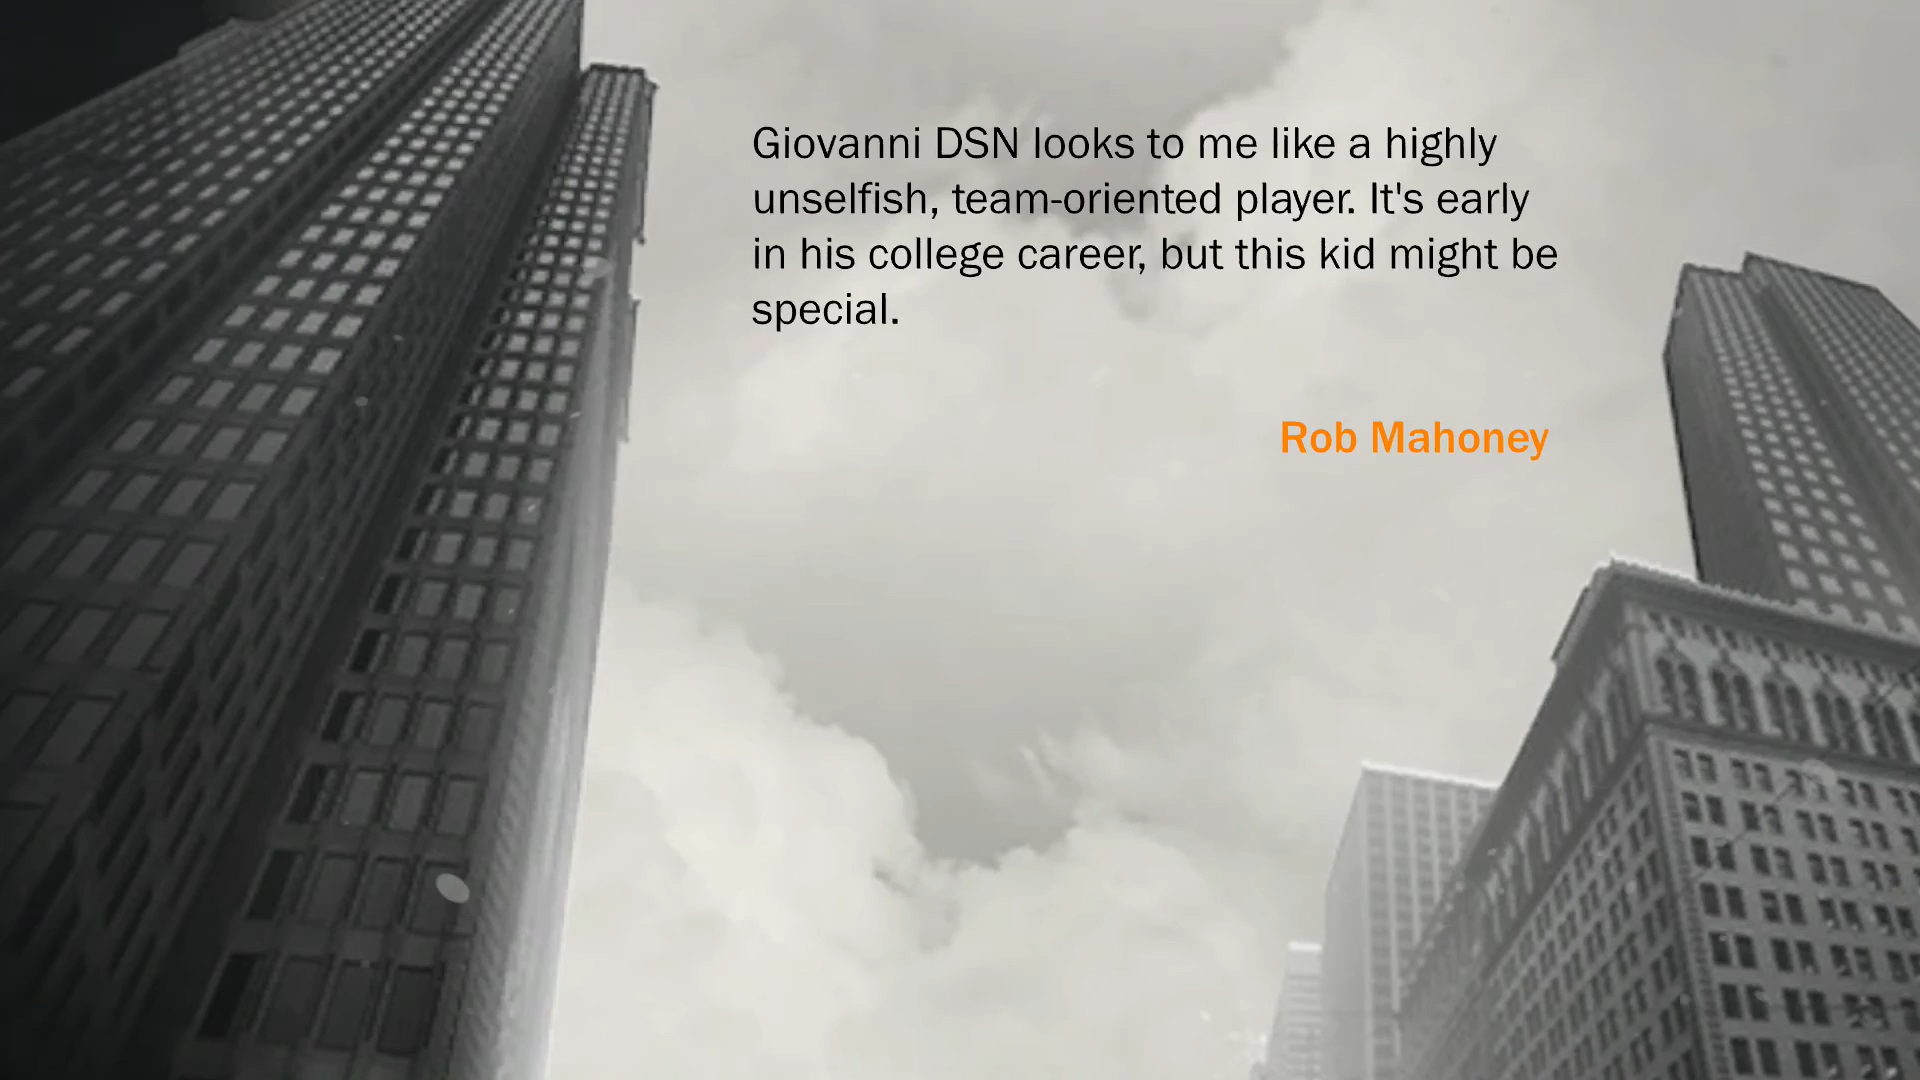 Giovanni DSN looks to me like a highly
unselfish, team-oriented player. It's early
in his college career, but this kid might be
special.
Rob Mahoney